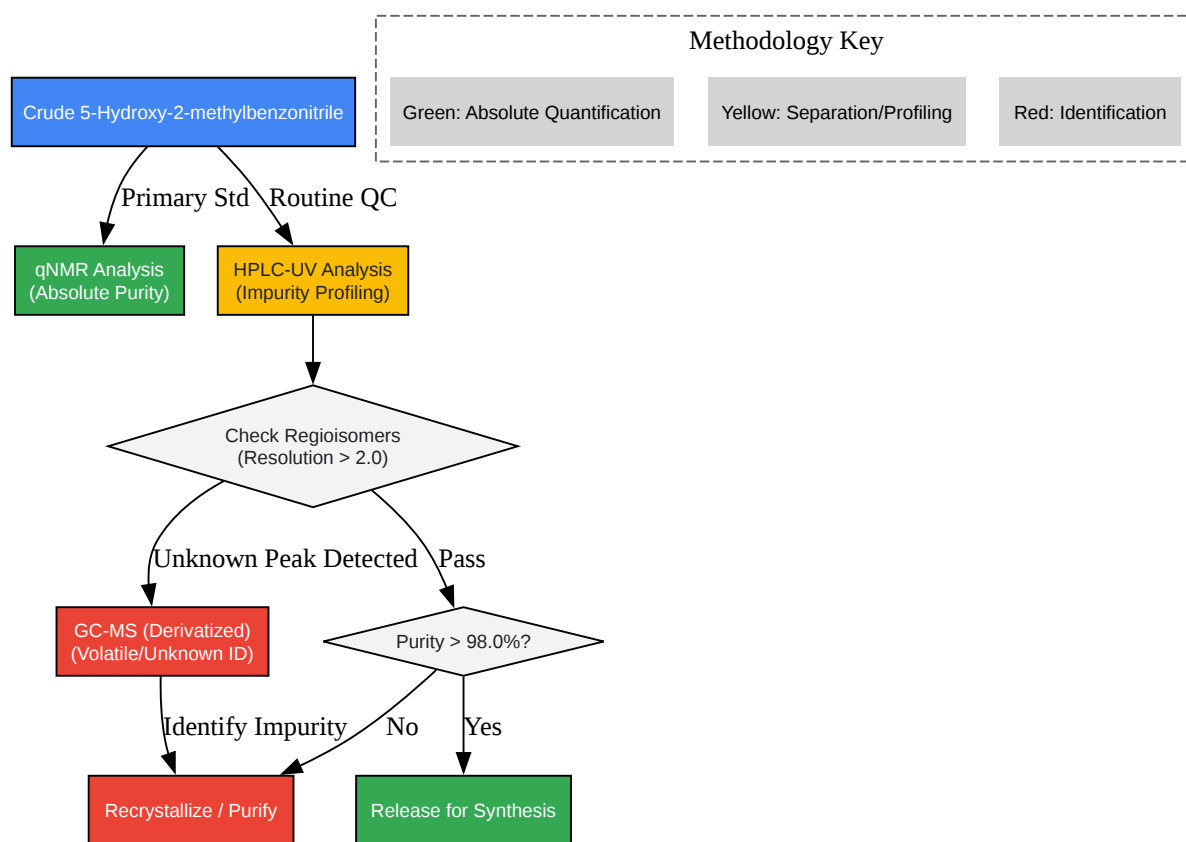 Methodology Key
Crude 5-Hydroxy-2-methylbenzonitrile
Green: Absolute Quantification
Yellow: Separation/Profiling
Red: Identification
Primary Std
Routine QC
qNMR Analysis
(Absolute Purity)
HPLC-UV Analysis
(Impurity Profiling)
Check Regioisomers
(Resolution > 2.0)
Unknown Peak Detected
Pass
GC-MS (Derivatized)
(Volatile/Unknown ID)
Purity > 98.0%?
Identify Impurity
No
Yes
Recrystallize / Purify
Release for Synthesis